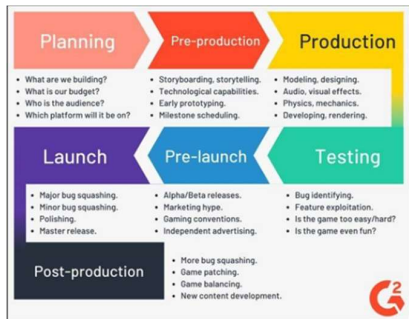 Planning
Pre-production
Production
• What are we building?
• What is our budget?
• Who is the audience?
• Which platform will it be on?
• Storyboarding, storytelling.
• Technological capabilities.
• Early prototyping.
• Milestone scheduling.
• Modeling, designing.
• Audio, visual effects.
• Physics, mechanics.
• Developing, rendering.
Launch
Pre-launch
Testing
• Major bug squashing.
• Minor bug squashing.
• Polishing.
• Master release.
• Alpha/Beta releases.
• Marketing hype.
• Gaming conventions.
• Independent advertising.
• Bug identifying.
• Feature exploitation.
• Is the game too easy/hard?
• Is the game even fun?
Post-production
• More bug squashing.
• Game patching.
• Game balancing.
• New content development.
G2